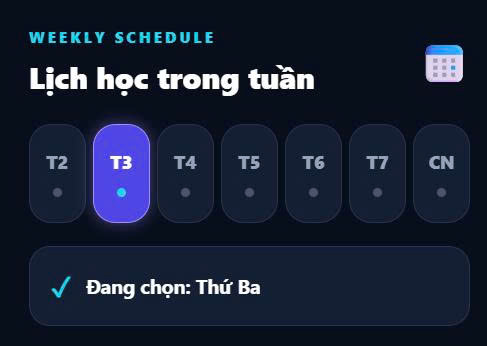 WEEKLY SCHEDULE
Lịch học trong tuần
T2 T3 T4 T5 T6 T7 CN
Đang chọn: Thứ Ba